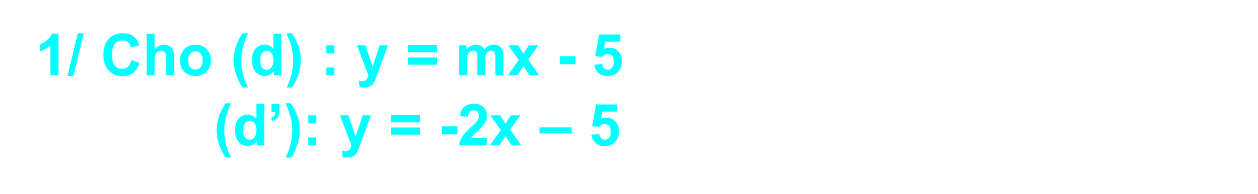 1/ Cho (d) : y = mx - 5
(d’): y = -2x – 5